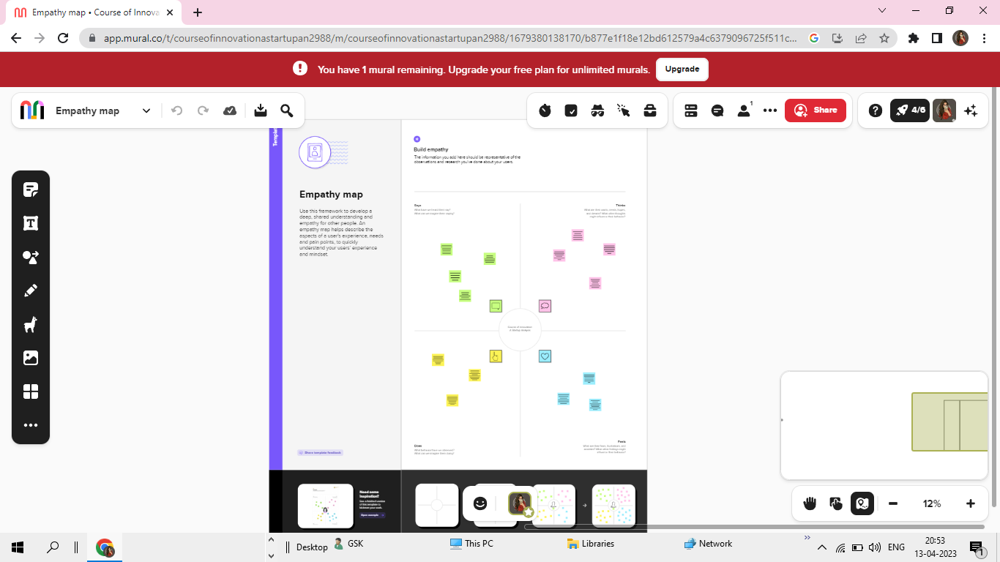 Empathy map • Course of Innova
app.mural.co/t/courseofinnovationastartupan2988/m/courseofinnovationastartupan2988/1679380138170/b877e1f18e12bd612579a4c6379096725f511c...
You have 1 mural remaining. Upgrade your free plan for unlimited murals.
Upgrade
Empathy map
1
Share
4/6
Templat
Build empathy
The information you add here should be representative of the
observations and research you've done about your users.
Empathy map
Use this framework to develop a
deep, shared understanding and
empathy for other people. An
empathy map helps describe the
aspects of a user's experience, needs
and pain points, to quickly
understand your users' experience
and mindset.
Says
What have we heard them say?
What can we imagine them saying?
Thinks
What are their wants, needs, hopes,
and dreams? What other thoughts
might influence their behavior?
Course of Innovation
Does
What behavior have we observed?
What can we imagine them doing?
Feels
What are their fears, frustrations, and
anxieties? What other feelings might
influence their behavior?
Share template feedback
Need some
inspiration?
See a finished version
of this template to
kickstart your work.
Open example
12%
Desktop
GSK
This PC
Libraries
Network
ENG
20:53
13-04-2023
1